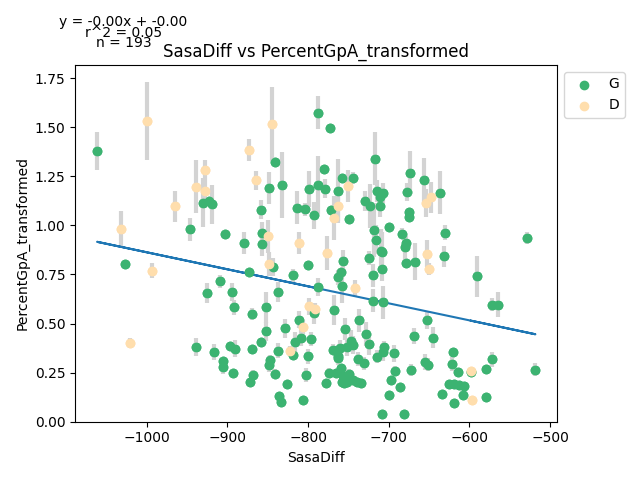 y = -0.00x + -0.00
r^2 = 0.05
n = 193
SasaDiff vs PercentGpA_transformed
G
D
1.75
1.50
1.25
1.00
0.75
0.50
0.25
0.00
PercentGpA_transformed
−1000 −900 −800 −700 −600 −500
SasaDiff